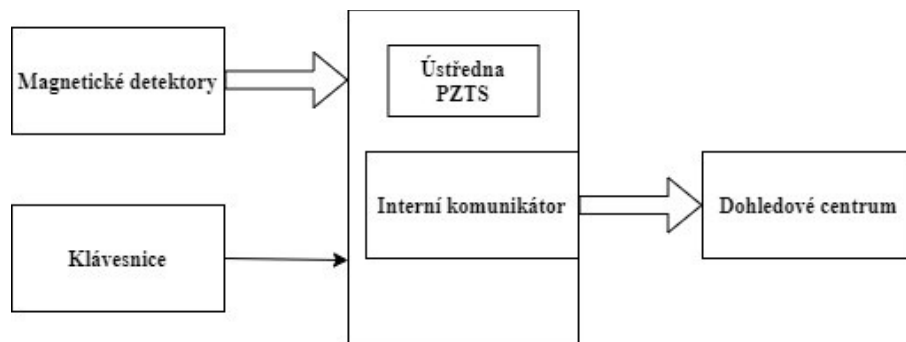 Magnetické detektory
Ústředna
PZTS
Interní komunikátor
Dohledové centrum
Klávesnice